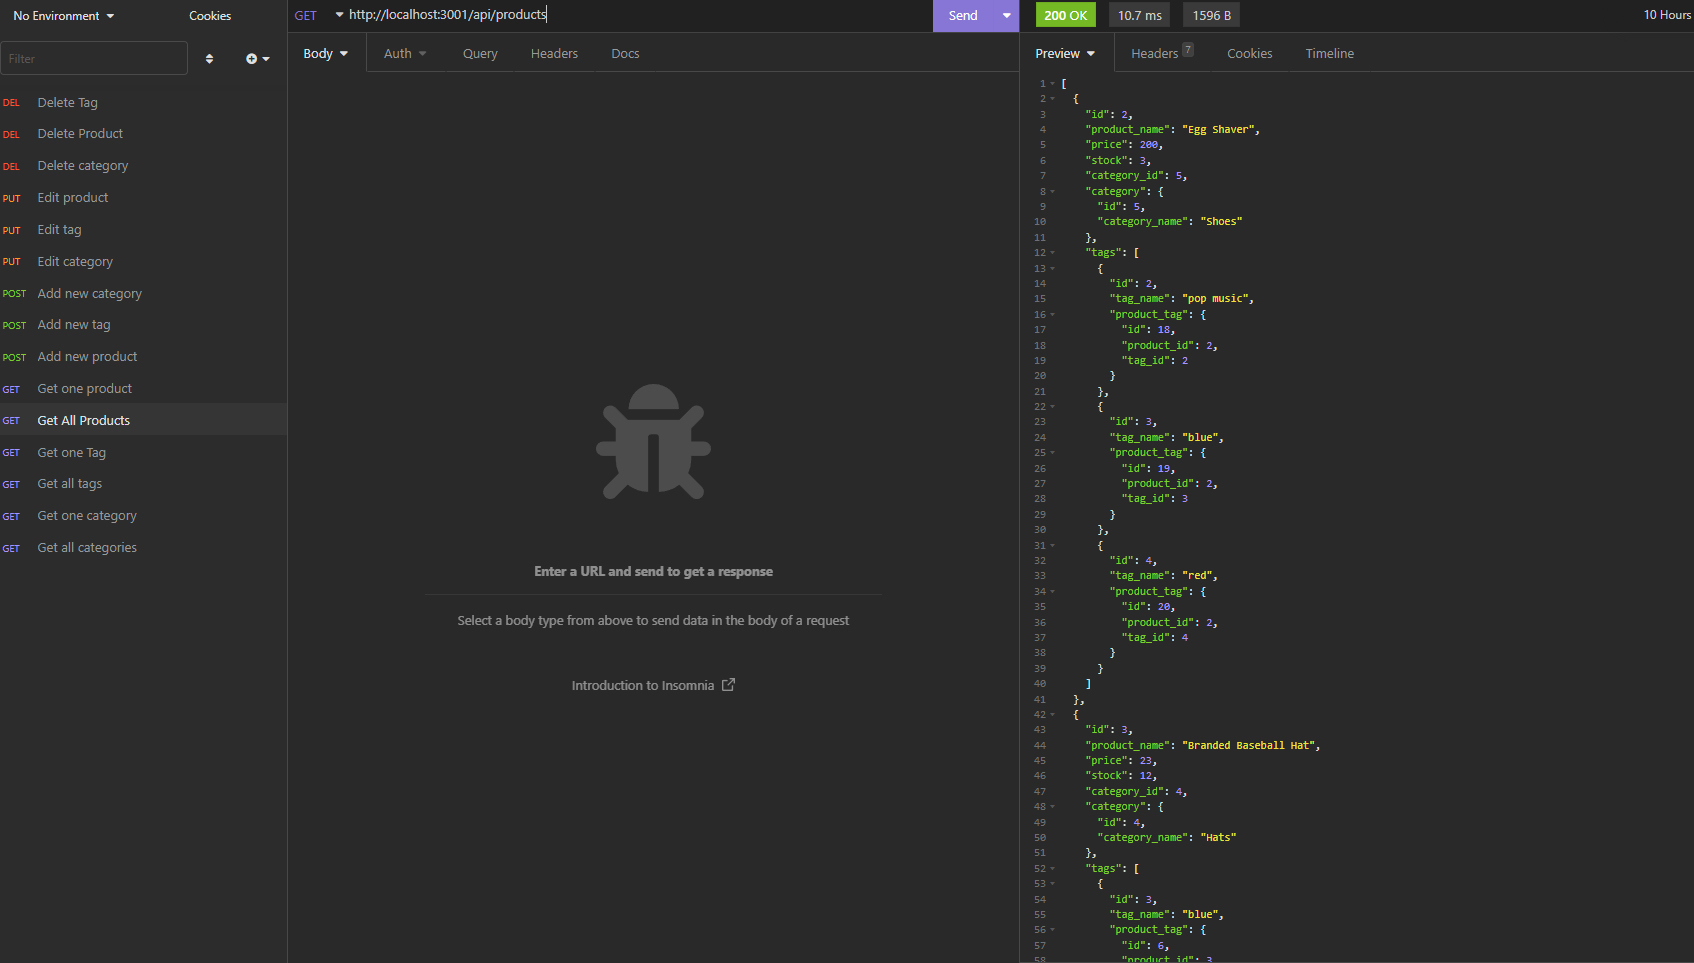 No Environment
Cookies
Filter
DEL Delete Tag
DEL Delete Product
DEL Delete category
PUT Edit product
PUT Edit tag
PUT Edit category
POST Add new category
POST Add new tag
POST Add new product
GET Get one product
GET Get All Products
GET Get one Tag
GET Get all tags
GET Get one category
GET Get all categories
GET http://localhost:3001/api/products
Send
Body Auth Query Headers Docs
Enter a URL and send to get a response
Select a body type from above to send data in the body of a request
Introduction to Insomnia
200 OK 10.7 ms 1596 B 10 Hours
Preview Headers 7 Cookies Timeline
1 [
2 {
3 "id": 2,
4 "product_name": "Egg Shaver",
5 "price": 200,
6 "stock": 3,
7 "category_id": 5,
8 "category": {
9 "id": 5,
10 "category_name": "Shoes"
11 },
12 "tags": [
13 {
14 "id": 2,
15 "tag_name": "pop music",
16 "product_tag": {
17 "id": 18,
18 "product_id": 2,
19 "tag_id": 2
20 }
21 },
22 {
23 "id": 3,
24 "tag_name": "blue",
25 "product_tag": {
26 "id": 19,
27 "product_id": 2,
28 "tag_id": 3
29 }
30 },
31 {
32 "id": 4,
33 "tag_name": "red",
34 "product_tag": {
35 "id": 20,
36 "product_id": 2,
37 "tag_id": 4
38 }
39 }
40 ]
41 },
42 {
43 "id": 3,
44 "product_name": "Branded Baseball Hat",
45 "price": 23,
46 "stock": 12,
47 "category_id": 4,
48 "category": {
49 "id": 4,
50 "category_name": "Hats"
51 },
52 "tags": [
53 {
54 "id": 3,
55 "tag_name": "blue",
56 "product_tag": {
57 "id": 6,
58 "product_id": 3